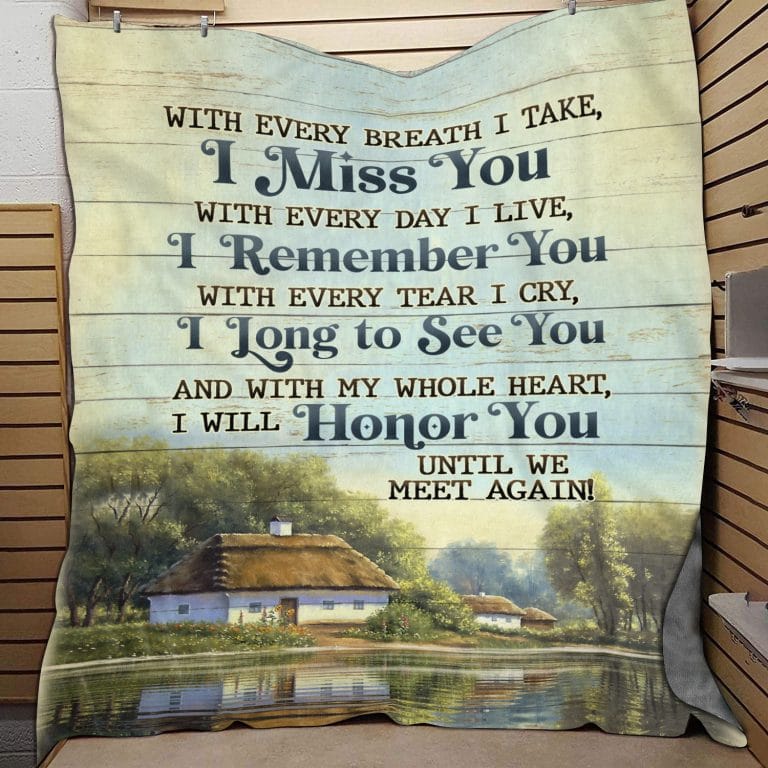 WITH EVERY BREATH I TAKE,
I Miss You
WITH EVERY DAY I LIVE,
I Remember You
WITH EVERY TEAR I CRY,
I Long to See You
AND WITH MY WHOLE HEART,
I WILL Honor You
UNTIL WE
MEET AGAIN!